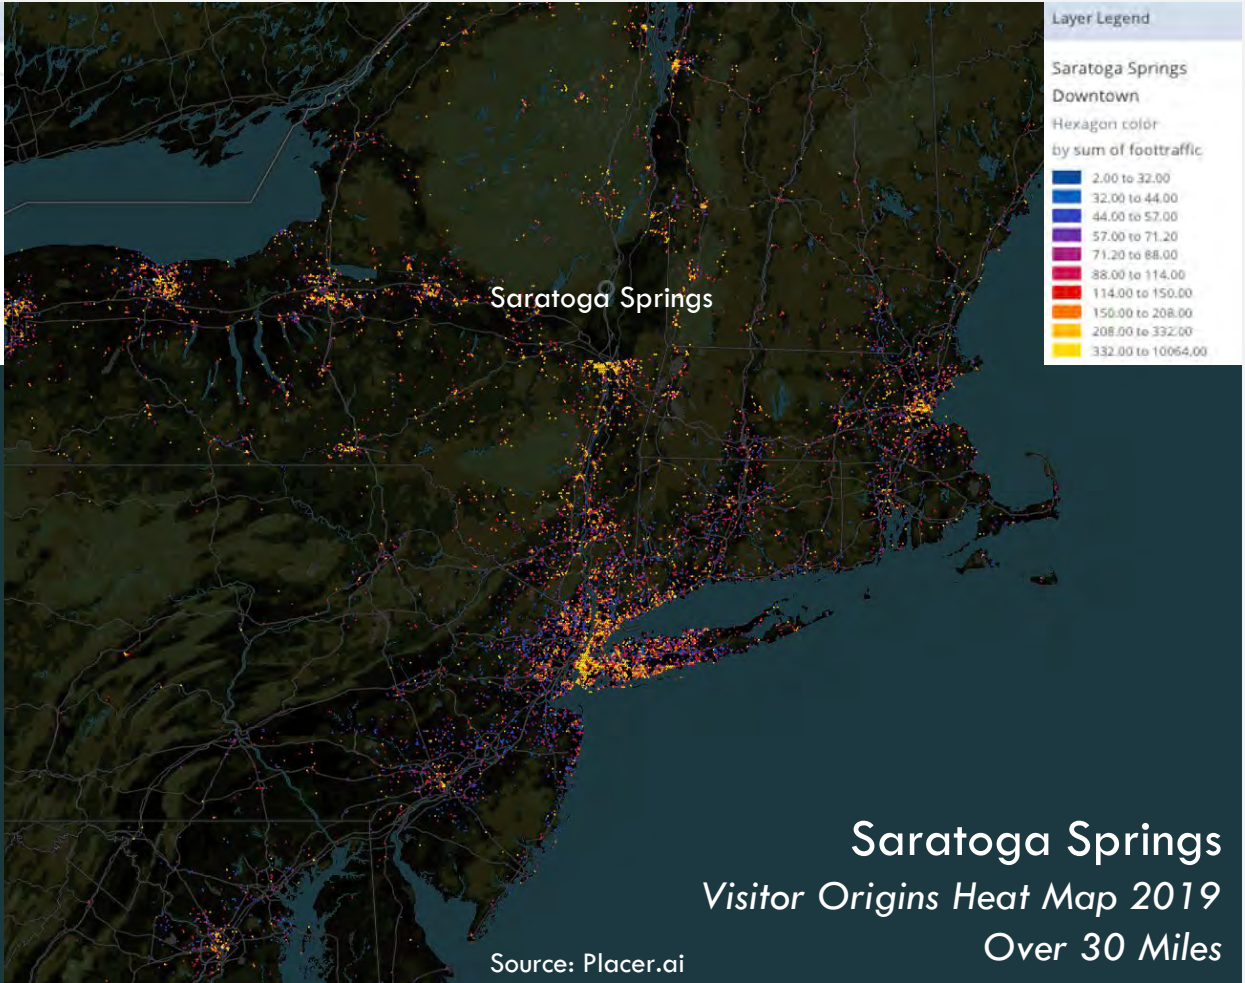 Layer Legend
Saratoga Springs
Downtown
Hexagon color
by sum of foottraffic
2.00 to 32.00
32.00 to 44.00
44.00 to 57.00
57.00 to 71.20
71.20 to 88.00
88.00 to 114.00
114.00 to 150.00
150.00 to 208.00
208.00 to 332.00
332.00 to 10064.00
Saratoga Springs
Saratoga Springs
Visitor Origins Heat Map 2019
Over 30 Miles
Source: Placer.ai